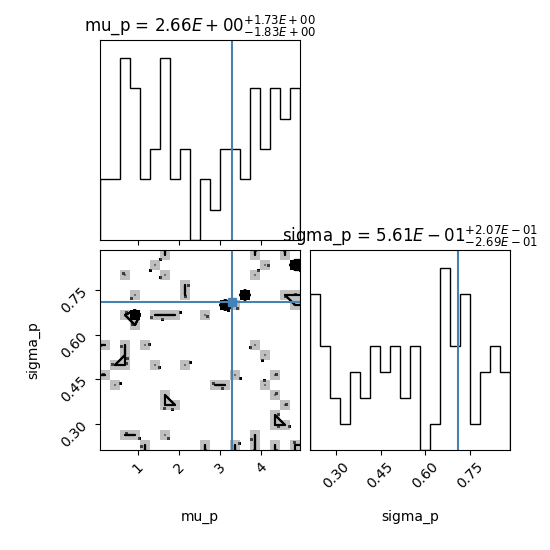 mu_p = 2.66E+00+1.73E+00−1.83E+00
sigma_p = 5.61E−01+2.07E−01−2.69E−01
sigma_p
0.75
0.60
0.45
0.30
1 2 3 4
0.30 0.45 0.60 0.75
mu_p
sigma_p